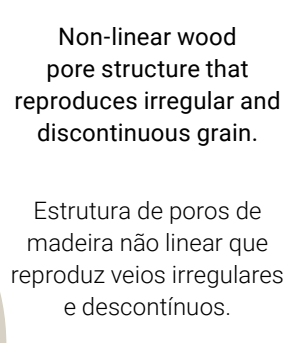 Non-linear wood
pore structure that
reproduces irregular and
discontinuous grain.
Estrutura de poros de
madeira não linear que
reproduz veios irregulares
e descontínuos.